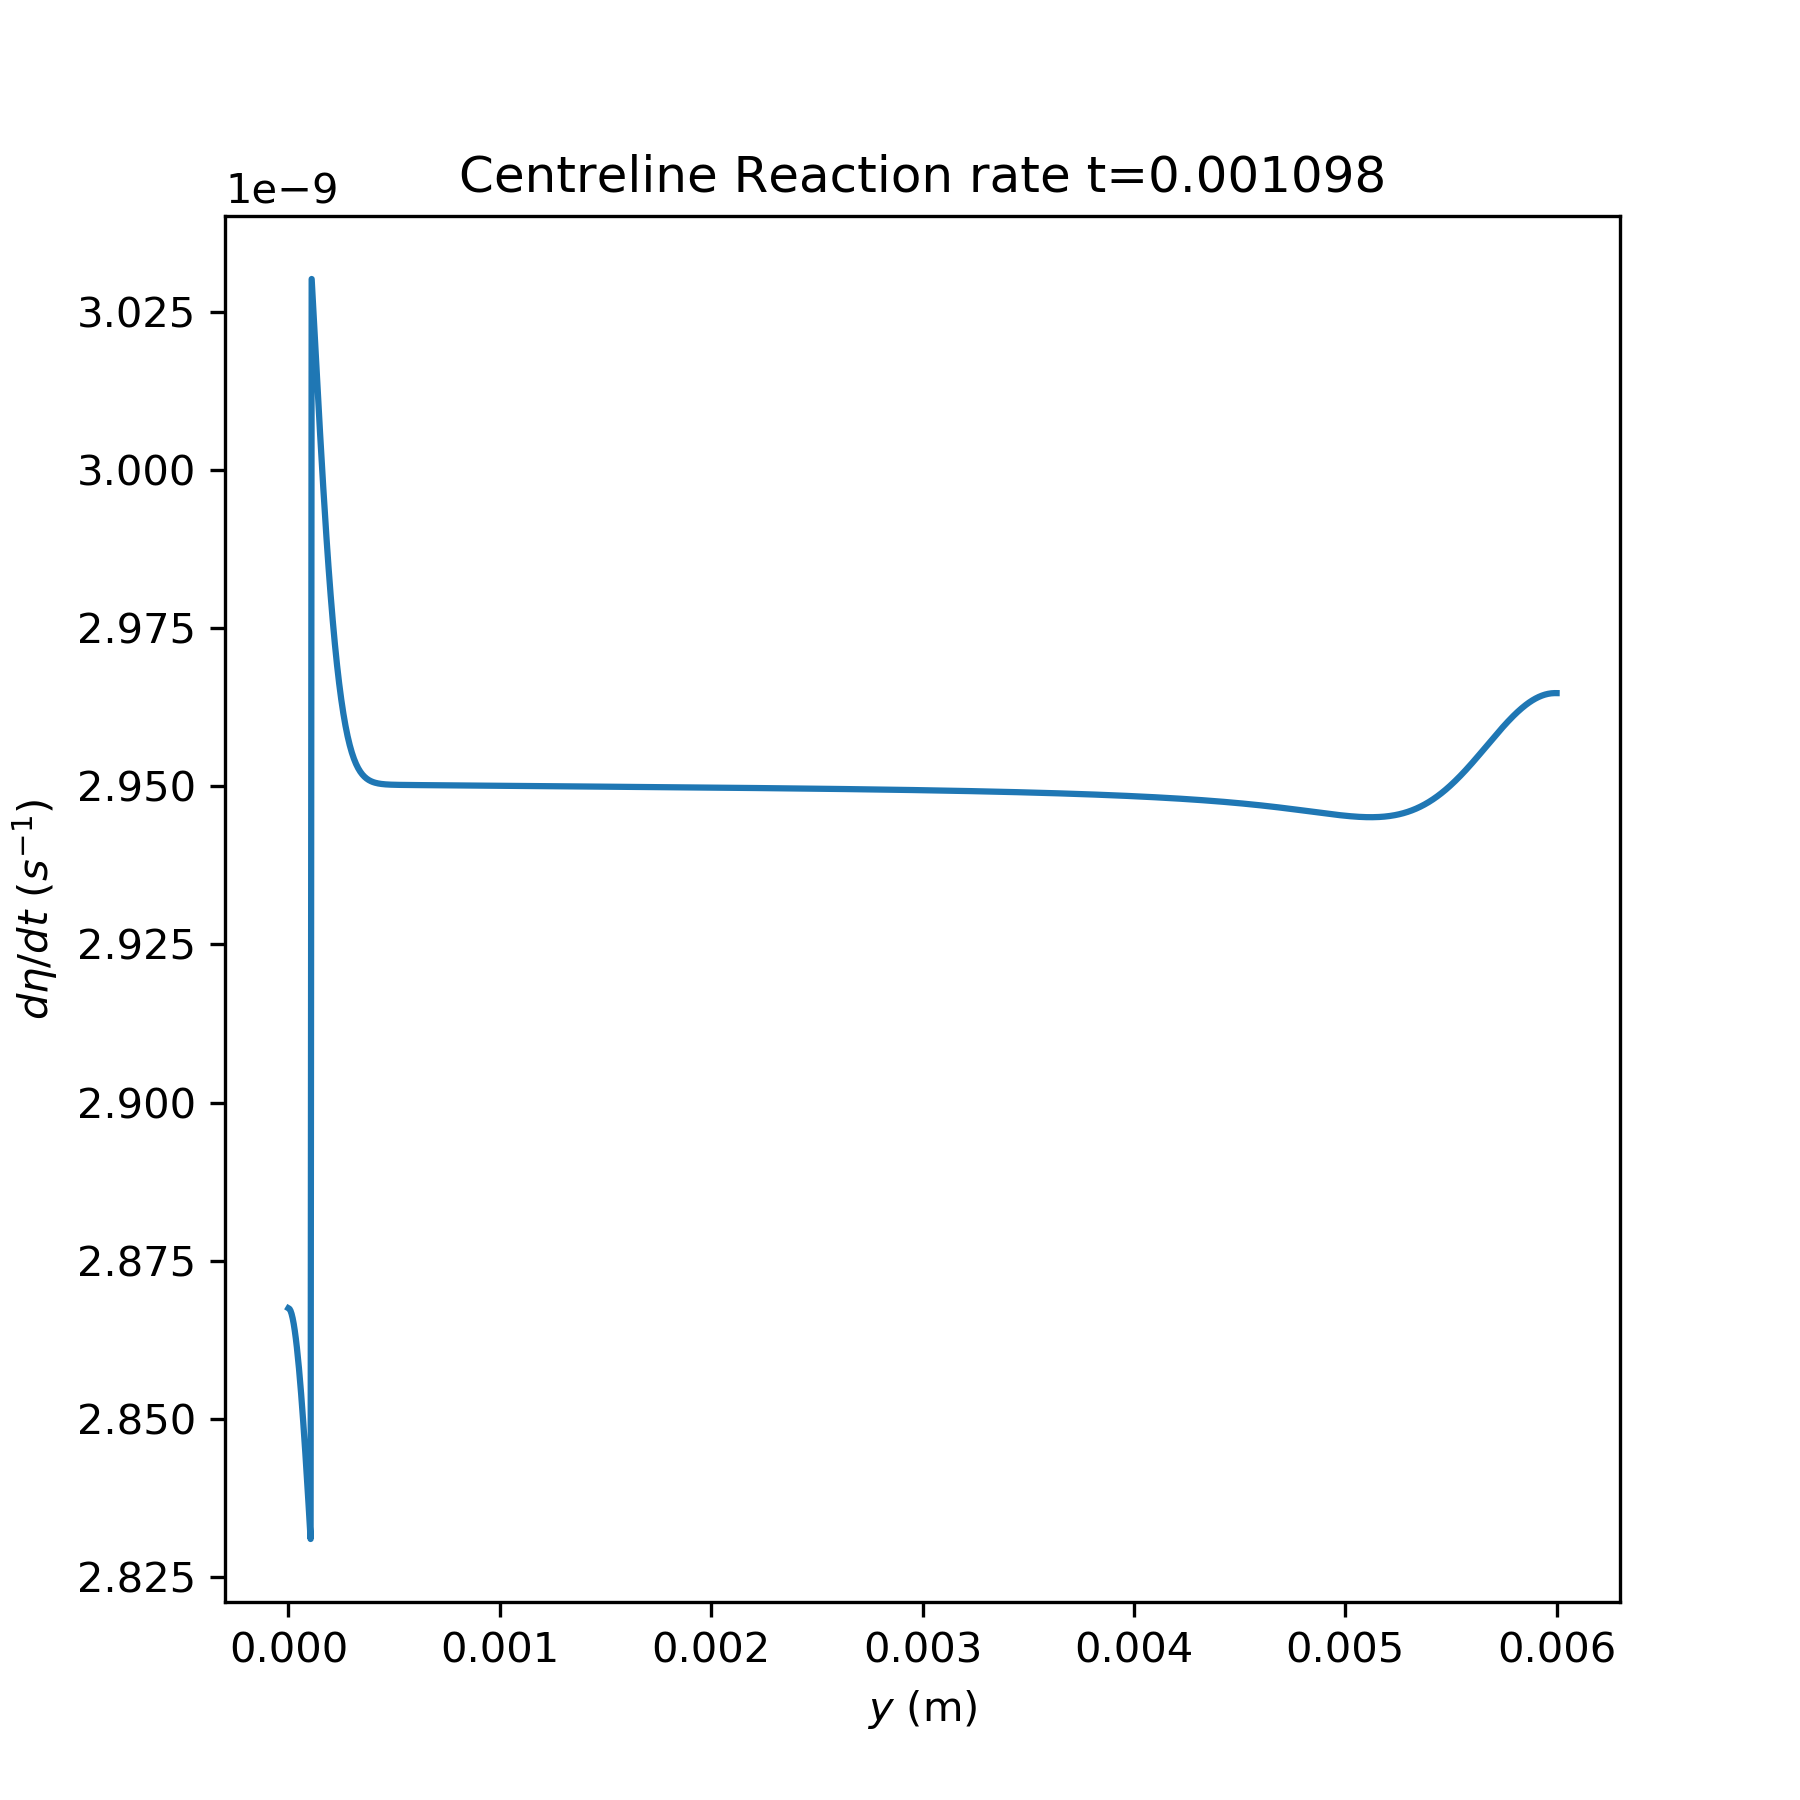 Centreline Reaction rate t=0.001098
1e−9
3.025
3.000
2.975
2.950
2.925
2.900
2.875
2.850
2.825
dη/dt (s⁻¹)
0.000 0.001 0.002 0.003 0.004 0.005 0.006
y (m)